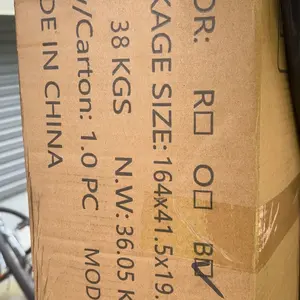 OR: R☐ O☐ B☑
KAGE SIZE: 164x41.5x19.
38 KGS N.W: 36.05 K
y/Carton: 1.0 PC MOD
DE IN CHINA